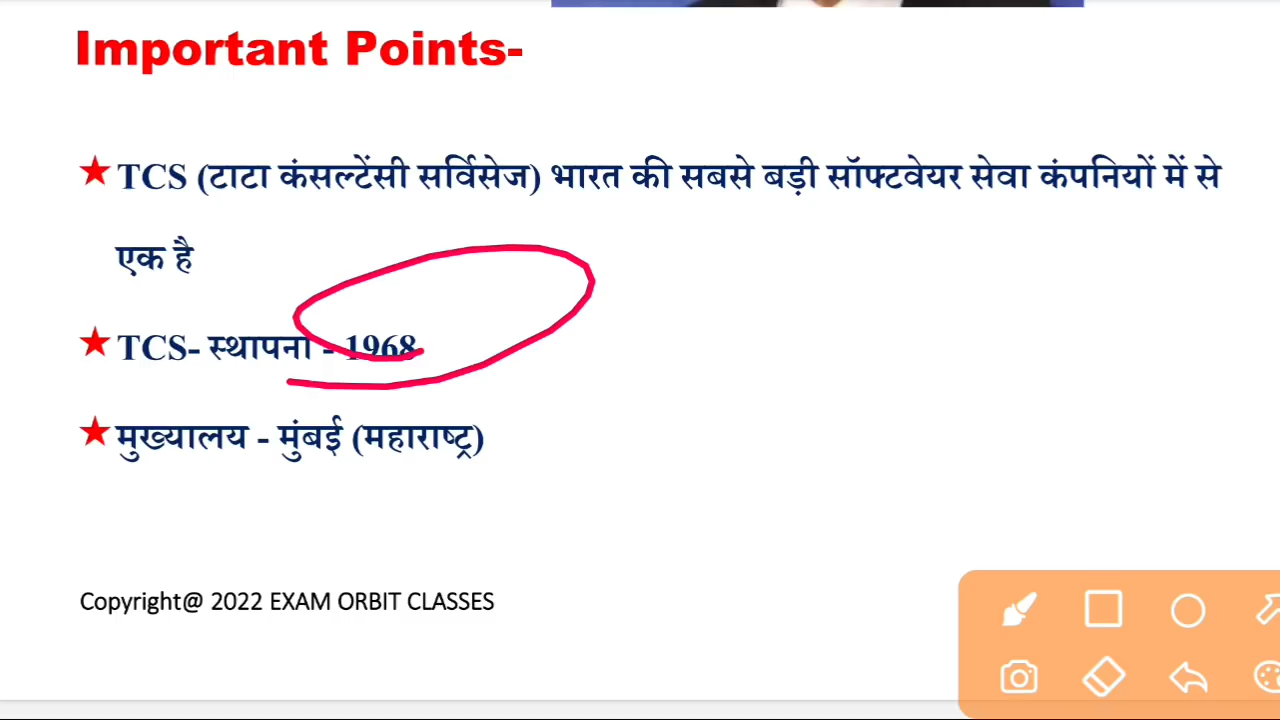 Important Points-
★ TCS (टाटा कंसल्टेंसी सर्विसेज) भारत की सबसे बड़ी सॉफ्टवेयर सेवा कंपनियों में से
एक है
★ TCS- स्थापना - 1968
★ मुख्यालय - मुंबई (महाराष्ट्र)
Copyright@ 2022 EXAM ORBIT CLASSES